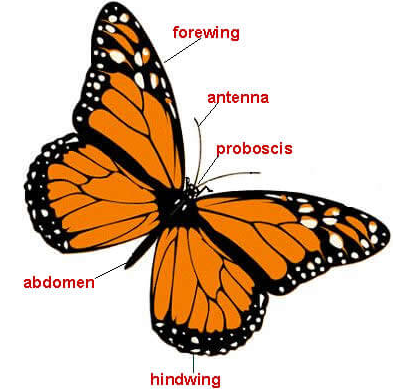 forewing
antenna
proboscis
abdomen
hindwing